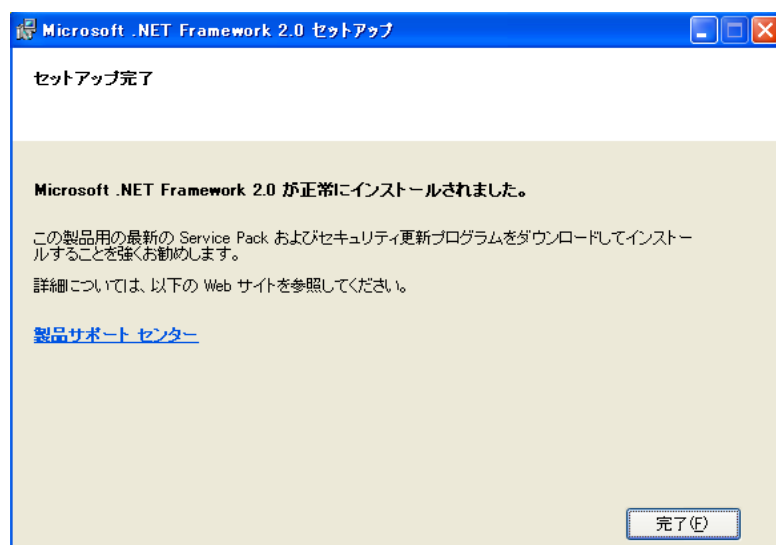 Microsoft .NET Framework 2.0 セットアップ
セットアップ完了
Microsoft .NET Framework 2.0 が正常にインストールされました。
この製品用の最新の Service Pack およびセキュリティ更新プログラムをダウンロードしてインストー
ルすることを強くお勧めします。
詳細については、以下の Web サイトを参照してください。
製品サポート センター
完了(F)